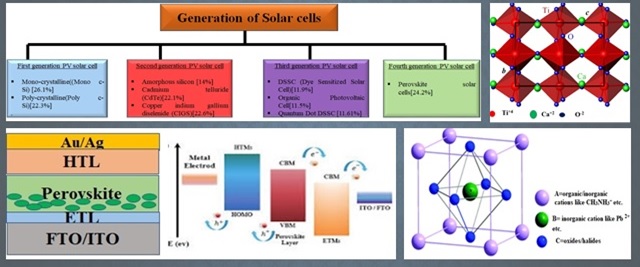 Generation of Solar cells
First generation PV solar cell
Mono-crystalline((Mono c-
Si) [26.1%]
Poly-crystalline(Poly c-
Si)[22.3%]
Second generation PV solar cell
Amorphous silicon [14%]
Cadmium telluride
(CdTe)[22.1%]
Copper indium gallium
diselenide (CIGS)[22.6%]
Third generation PV solar cell
DSSC (Dye Sensitized Solar
Cell)[11.9%]
Organic Photovoltaic
Cell[11.5%]
Quantum Dot DSSC [11.61%]
Fourth generation PV solar cell
Perovskite solar
cells[24.2%]
Ti
c
O
b
Ca
Ti+4 Ca+2 O-2
Au/Ag
HTL
Perovskite
ETL
FTO/ITO
Metal
Electrod
HTMs
HOMO
h+
CBM
VBM
Perovskite
Layer
h+
e-
CBM
ETMs
e-
ITO / FTO
E (ev)
A=organic/inorganic
cations like CH3NH3+ etc.
B= inorganic cation like Pb 2+
etc.
C=oxides/halides